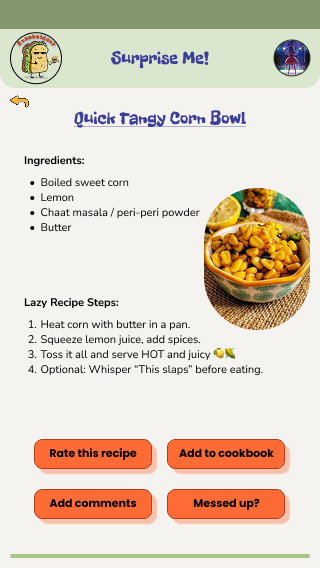 Surprise Me!
Quick Tangy Corn Bowl
Ingredients:
• Boiled sweet corn
• Lemon
• Chaat masala / peri-peri powder
• Butter
Lazy Recipe Steps:
1. Heat corn with butter in a pan.
2. Squeeze lemon juice, add spices.
3. Toss it all and serve HOT and juicy 🍋🌽
4. Optional: Whisper “This slaps” before eating.
Rate this recipe
Add to cookbook
Add comments
Messed up?